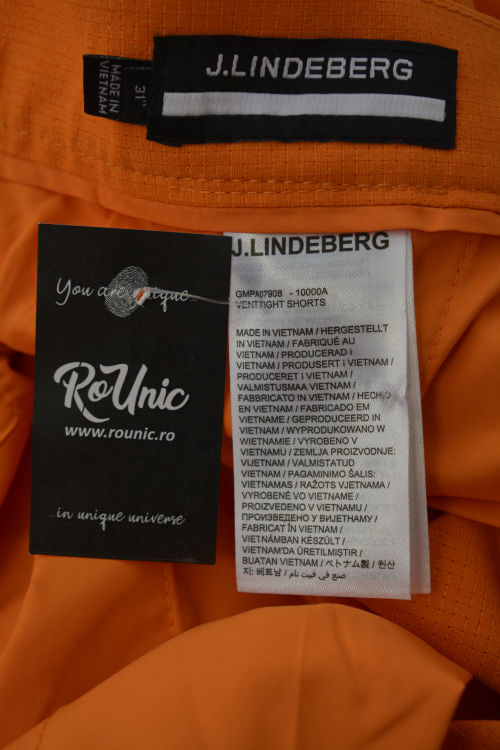 J.LINDEBERG
MADE IN
VIETNAM
31"
You are unique...
RoUnic
www.rounic.ro
...in unique universe
J.LINDEBERG
GMPA07908 - 10000A
VENT TIGHT SHORTS
MADE IN VIETNAM / HERGESTELLT
IN VIETNAM / FABRIQUÉ AU
VIETNAM / PRODUCERAD I
VIETNAM / PRODUSERT I VIETNAM /
PRODUCERET I VIETNAM /
VALMISTUSMAA VIETNAM /
FABBRICATO IN VIETNAM / HECHO
EN VIETNAM / FABRICADO EM
VIETNAME / GEPRODUCEERD IN
VIETNAM / WYPRODUKOWANO W
WIETNAMIE / VYROBENO V
VIETNAMU / ZEMLJA PROIZVODNJE:
VIJETNAM / VALMISTATUD
VIETNAM / PAGAMINIMO ŠALIS:
VIETNAMAS / RAŽOTS VJETNAMA /
VYROBENÉ VO VIETNAME /
PROIZVEDENO V VIETNAMU /
ПРОИЗВЕДЕНО У ВИЈЕТНАМУ /
FABRICAT ÎN VIETNAM /
VIETNÁMBAN KÉSZÜLT /
VIETNAM'DA ÜRETILMIŞTIR /
BUATAN VIETNAM / ベトナム製 / 원산
지: 베트남 / صنع في فييت نام